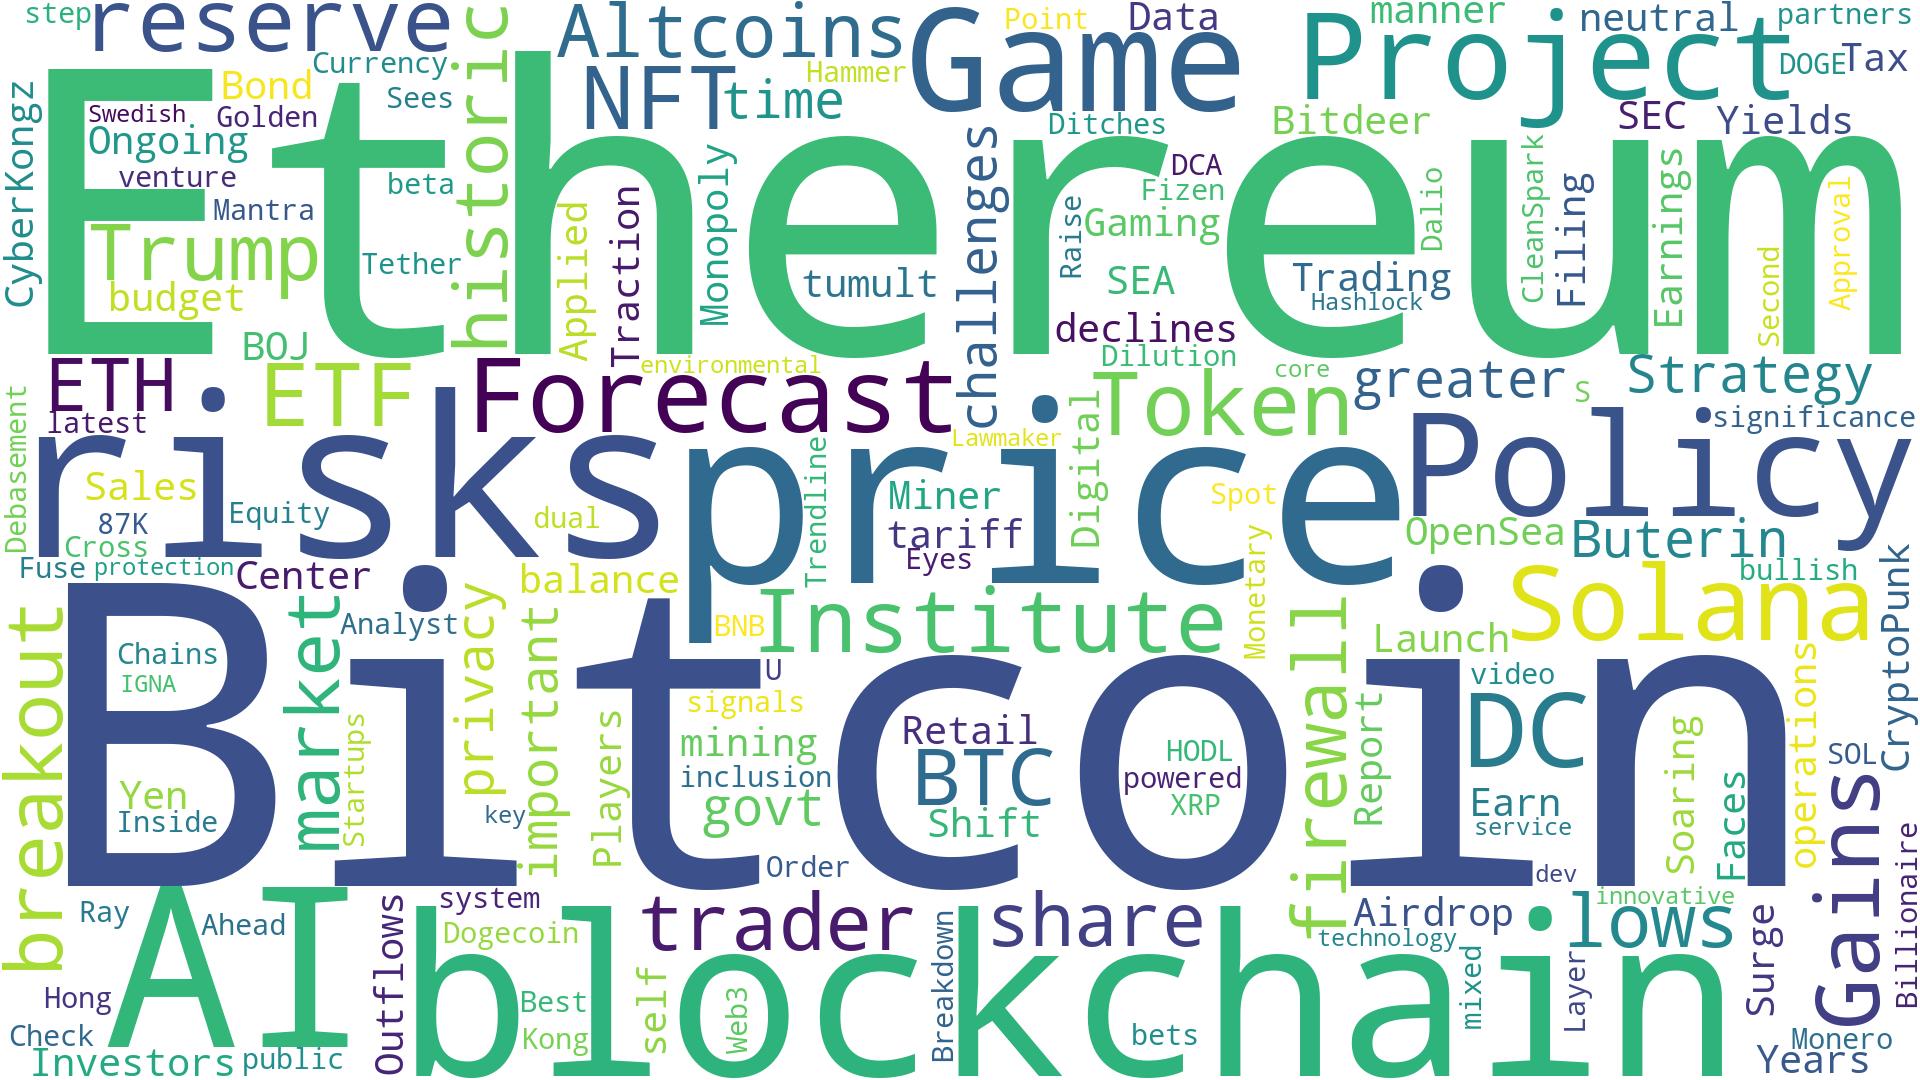 step
reserve
historic
Altcoins
Game
Point
Data
Project
manner
neutral
partners
Currency
NFT
time
Hammer
DOGE
Tax
CyberKongz
Bond
Sees
Swedish
Golden
Ethereum
Ongoing
venture
beta
Mantra
Trump
Tether
budget
BOJ
Applied
Traction
Monopoly
tumult
challenges
Ditches
DCA
Fizen
Raise
Gaming
SEA
declines
Dilution
Bitdeer
SEC
Yields
Dalio
Trading
Hashlock
CleanSpark
Filing
Earnings
Second
Approval
ETH
latest
ETF
Forecast
environmental
core
Token
greater
S
Strategy
significance
Debasement
risks
price
Policy
Lawmaker
Trendline
Digital
Sales
87K
Equity
dual
Miner
tariff
Eyes
Spot
Monetary
OpenSea
Buterin
bullish
Cross
Fuse
protection
Center
balance
Institute
BNB
Solana
Launch
breakout
Bitcoin
market
Analyst
privacy
important
firewall
Chains
IGNA
U
signals
video
DC
operations
CryptoPunk
Startups
Players
mining
inclusion
govt
Retail
BTC
Shift
HODL
powered
XRP
Report
Soaring
Faces
SOL
Yen
Inside
key
Earn
service
Order
dev
Gains
Billionaire
AI
blockchain
Ray
Ahead
Outflows
system
Dogecoin
trader
share
Airdrop
technology
innovative
lows
Surge
Hong
Check
Investors
public
Best
Kong
self
Web3
Breakdown
bets
mixed
Layer
Monero
Years